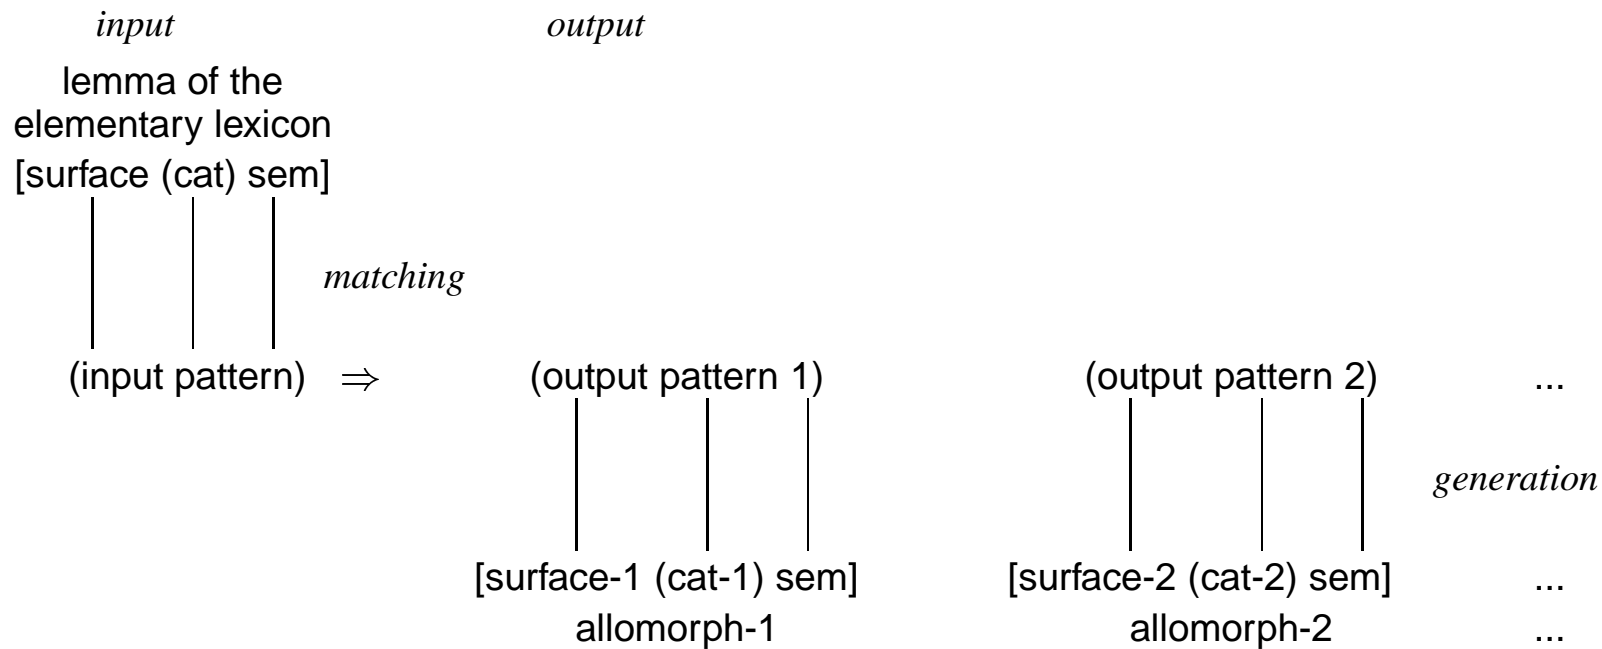 input output
lemma of the
elementary lexicon
[surface (cat) sem]
matching
(input pattern) ⇒ (output pattern 1) (output pattern 2) ...
generation
[surface-1 (cat-1) sem] [surface-2 (cat-2) sem] ...
allomorph-1 allomorph-2 ...